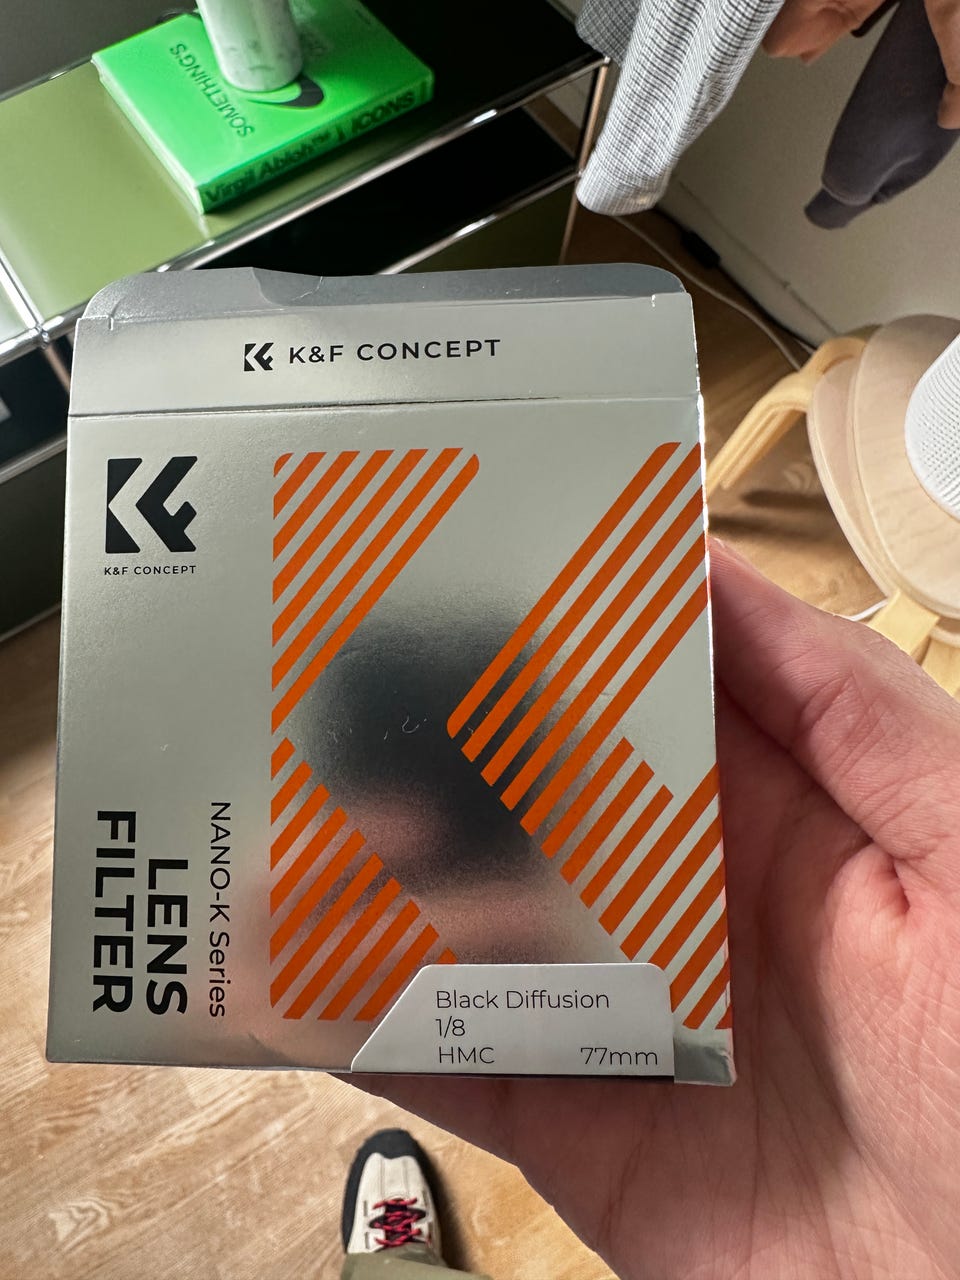 SOMETHINGS
Virgil Abloh™ | ICONS
K&F CONCEPT
K&F CONCEPT
NANO-K Series
LENS
FILTER
Black Diffusion
1/8
HMC 77mm